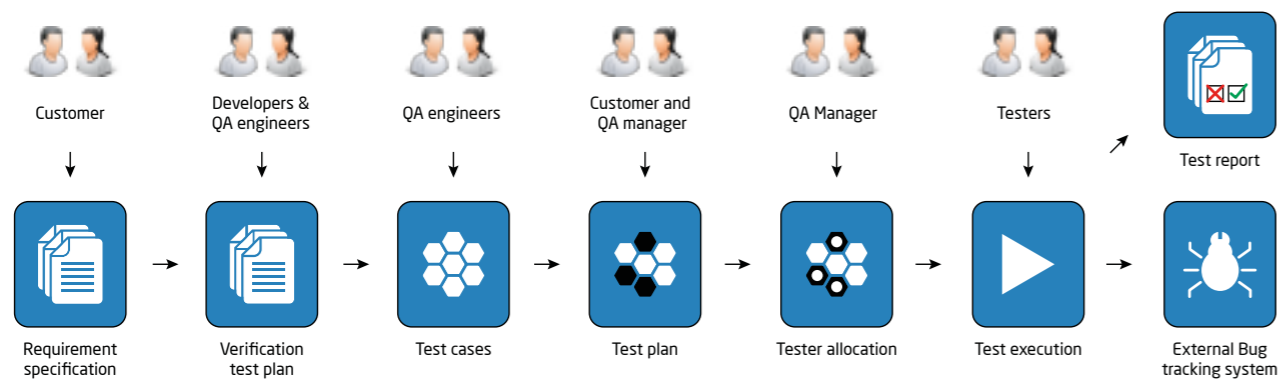 Customer
Developers &
QA engineers
QA engineers
Customer and
QA manager
QA Manager
Testers
Test report
Requirement
specification
Verification
test plan
Test cases
Test plan
Tester allocation
Test execution
External Bug
tracking system